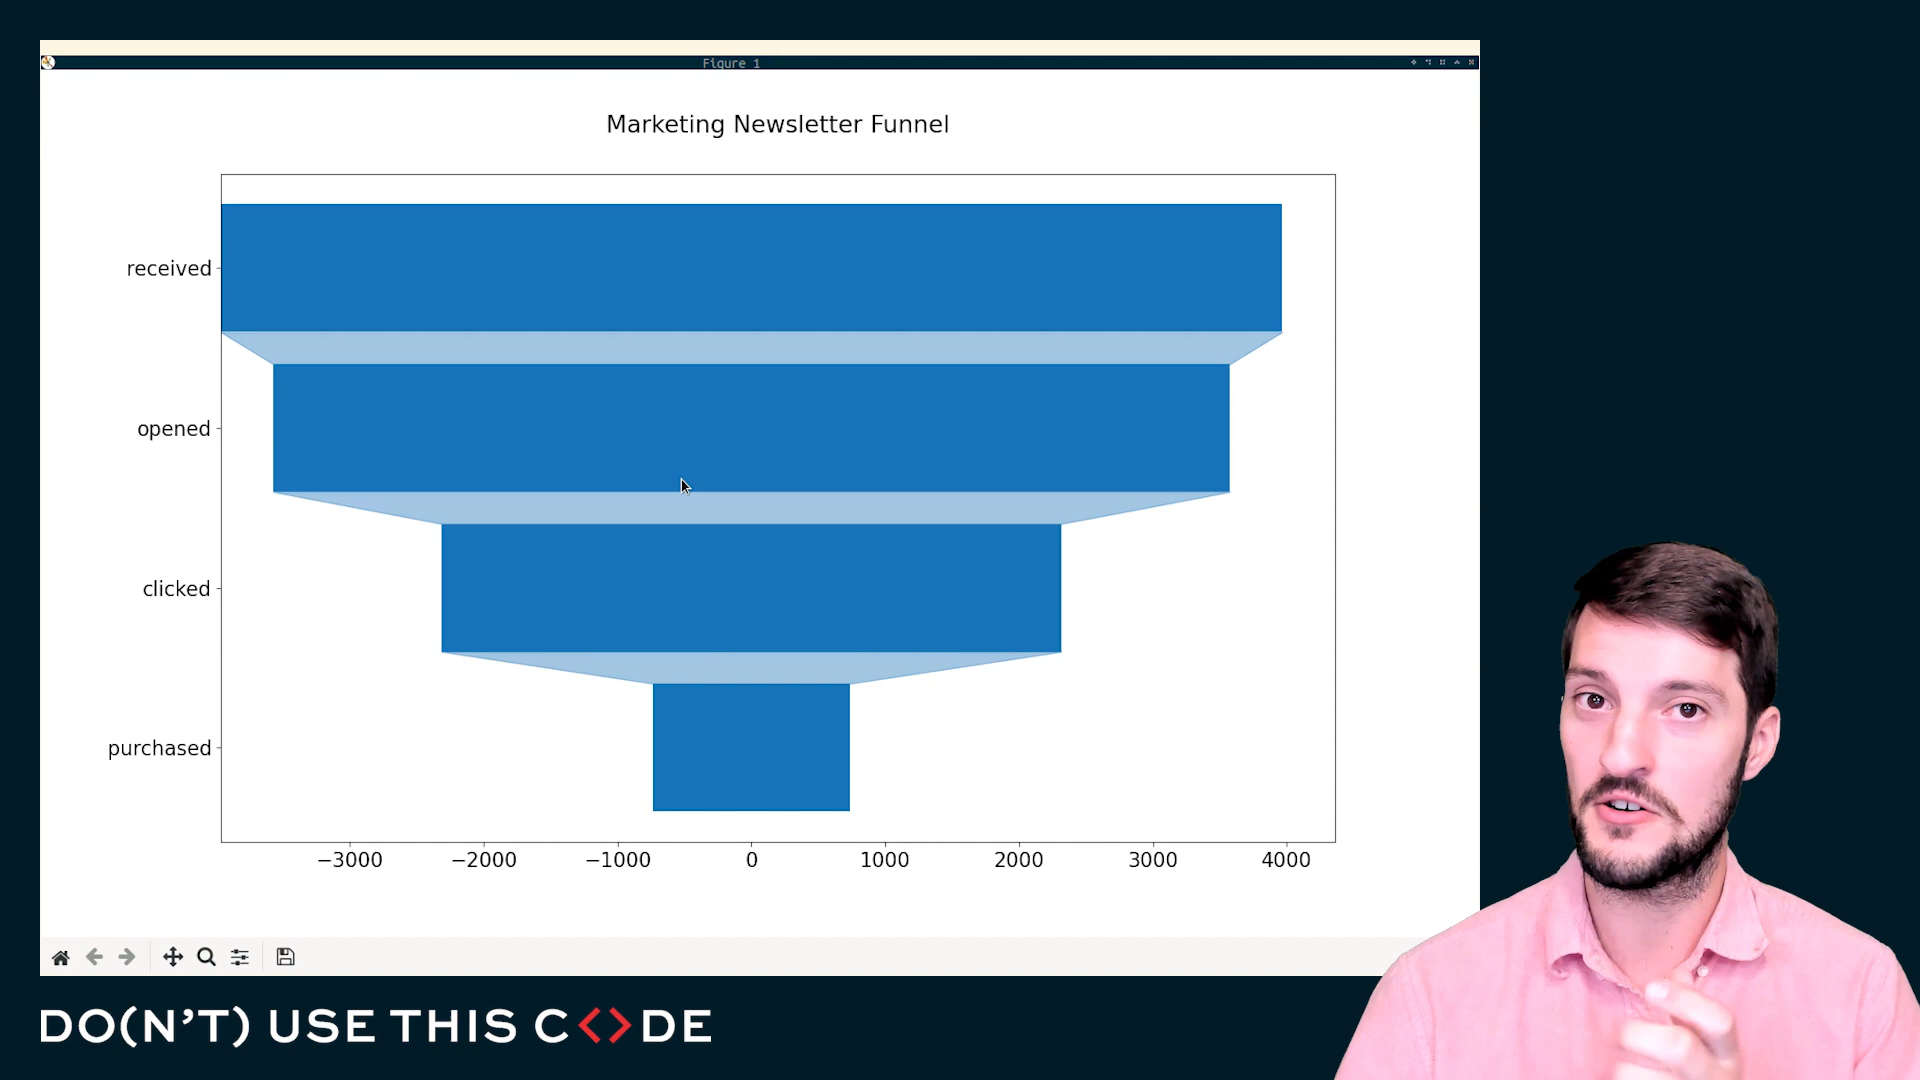 Figure 1
Marketing Newsletter Funnel
received
opened
clicked
purchased
−3000 −2000 −1000 0 1000 2000 3000 4000
DO(N'T) USE THIS C<>DE